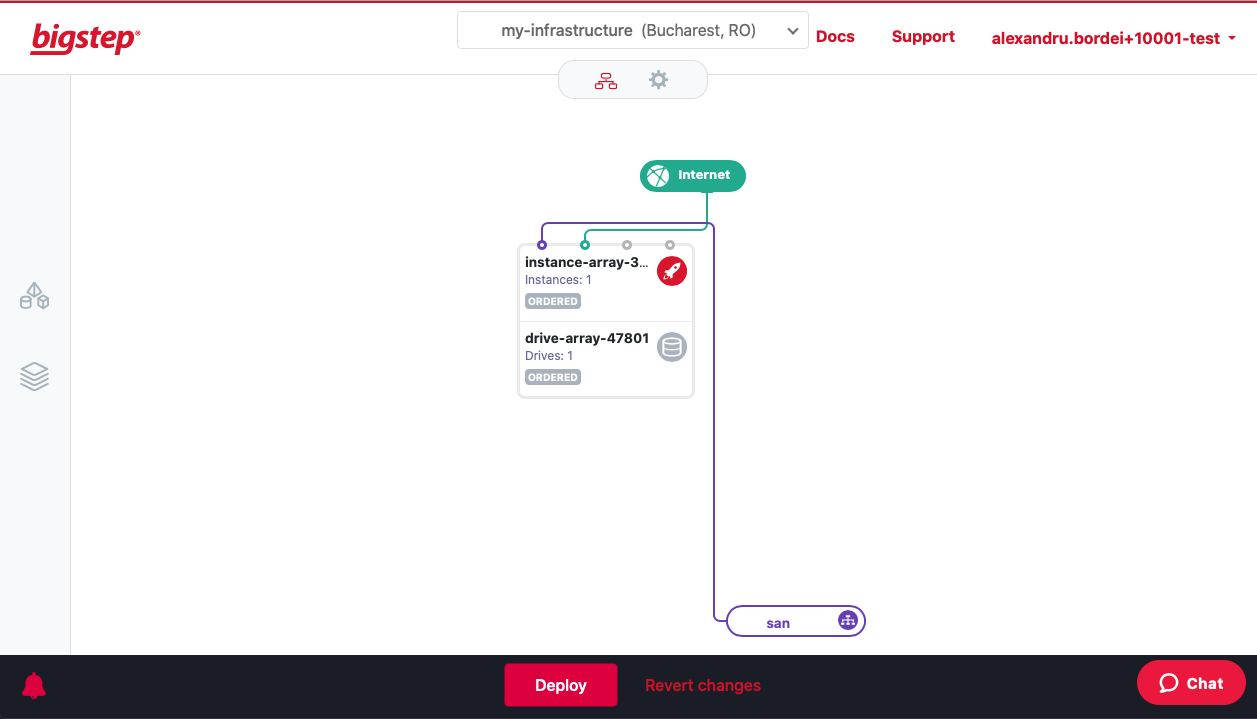 bigstep
my-infrastructure (Bucharest, RO)
Docs
Support
alexandru.bordei+10001-test
Internet
instance-array-3...
Instances: 1
ORDERED
drive-array-47801
Drives: 1
ORDERED
san
Deploy
Revert changes
Chat